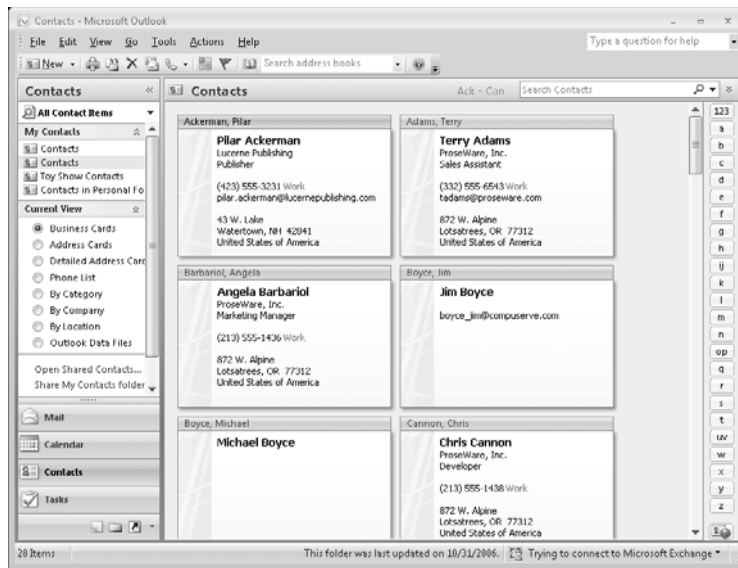 Contacts - Microsoft Outlook
File Edit View Go Tools Actions Help
Type a question for help
New
Search address books
Contacts
All Contact Items
My Contacts
Contacts
Contacts
Toy Show Contacts
Contacts in Personal Fo
Current View
Business Cards
Address Cards
Detailed Address Card
Phone List
By Category
By Company
By Location
Outlook Data Files
Open Shared Contacts...
Share My Contacts folder
Mail
Calendar
Contacts
Tasks
Contacts
Ack - Can
Search Contacts
Ackerman, Pilar
Pilar Ackerman
Lucerne Publishing
Publisher
(423) 555-3231 Work
pilar.ackerman@lucernepublishing.com
43 W. Lake
Watertown, NH 42041
United States of America
Adams, Terry
Terry Adams
ProseWare, Inc.
Sales Assistant
(332) 555-6543 Work
tadams@proseware.com
872 W. Alpine
Lotsatrees, OR 77312
United States of America
Barbariol, Angela
Angela Barbariol
ProseWare, Inc.
Marketing Manager
(213) 555-1436 Work
872 W. Alpine
Lotsatrees, OR 77312
United States of America
Boyce, Jim
Jim Boyce
boyce_jim@compuserve.com
Boyce, Michael
Michael Boyce
Cannon, Chris
Chris Cannon
ProseWare, Inc.
Developer
(213) 555-1438 Work
872 W. Alpine
Lotsatrees, OR 77312
United States of America
123
a
b
c
d
e
f
g
h
ij
k
l
m
n
op
q
r
s
t
uv
w
x
y
z
28 Items
This folder was last updated on 10/31/2006.
Trying to connect to Microsoft Exchange